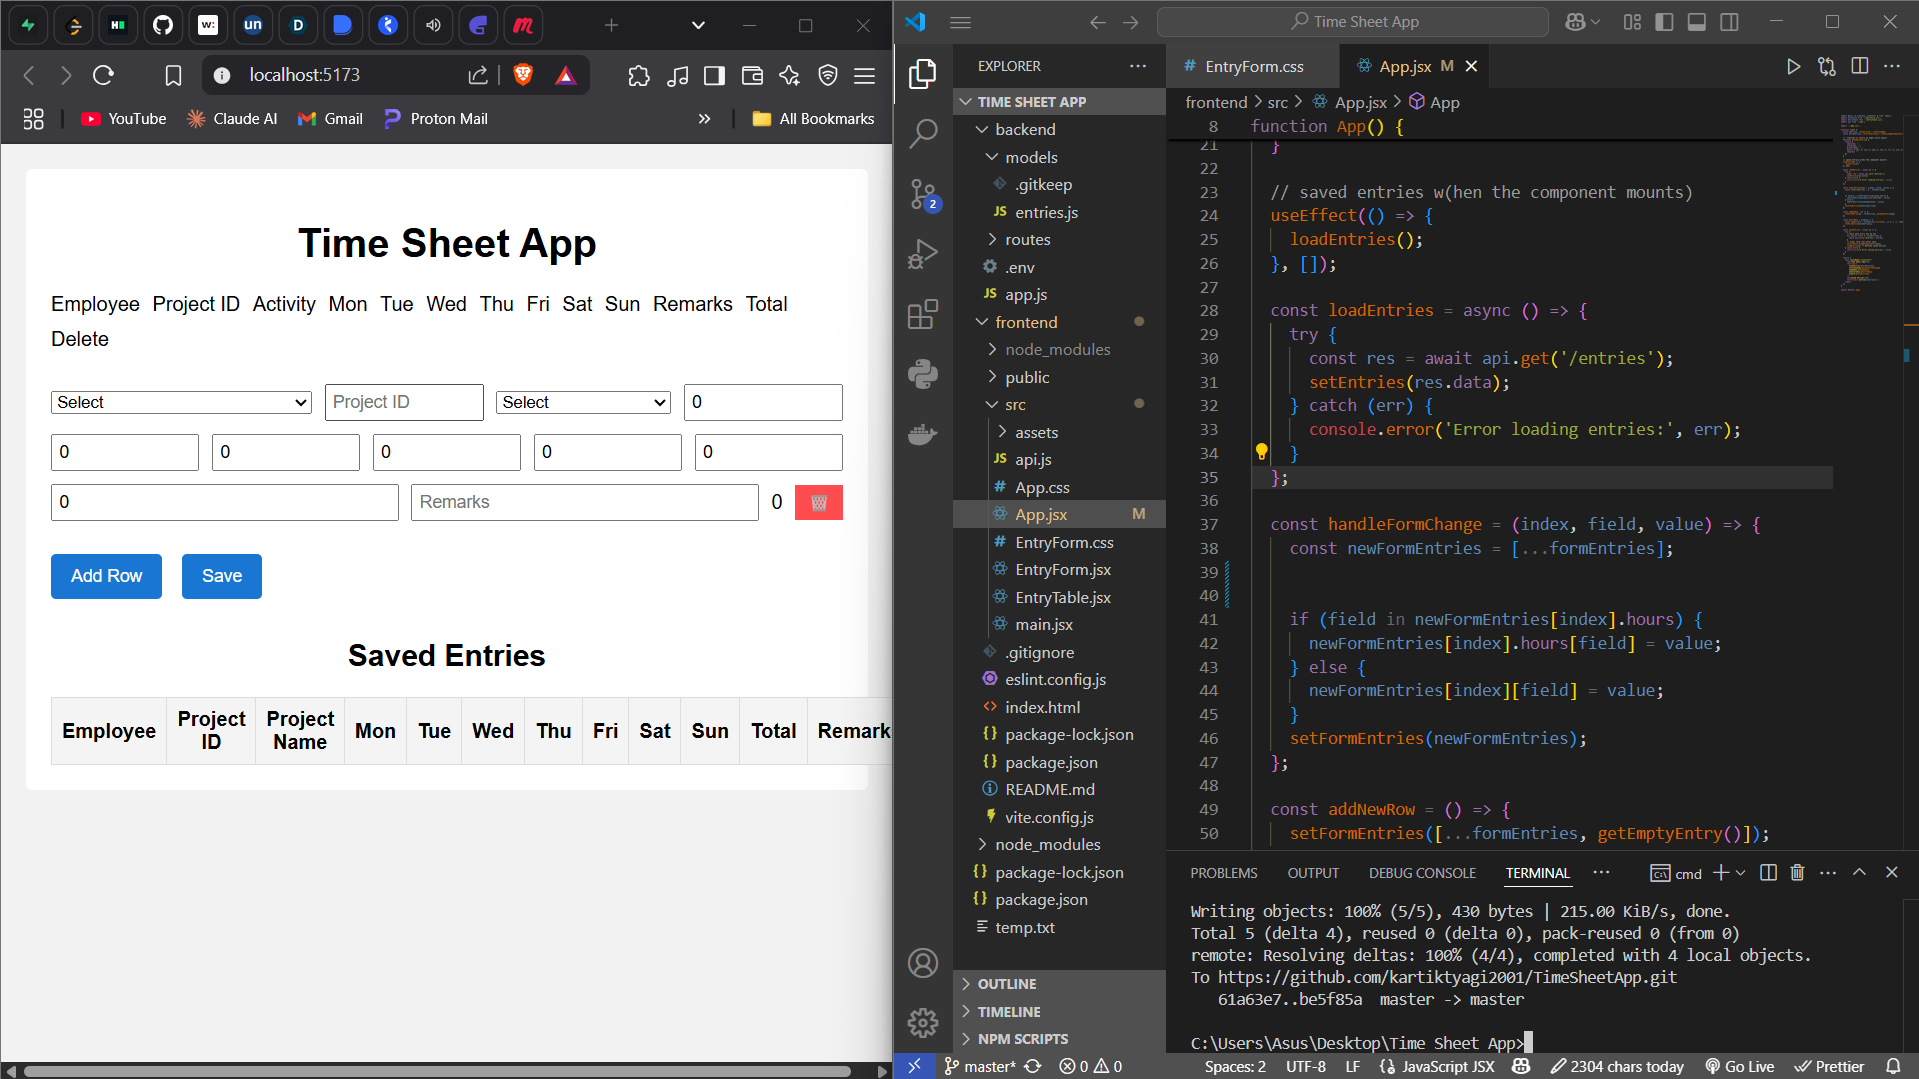 localhost:5173
YouTube
Claude AI
Gmail
Proton Mail
All Bookmarks
Time Sheet App
Employee Project ID Activity Mon Tue Wed Thu Fri Sat Sun Remarks Total
Delete
Select Project ID Select 0
0 0 0 0 0
0 Remarks 0
Add Row Save
Saved Entries
Employee Project ID Project Name Mon Tue Wed Thu Fri Sat Sun Total Remark
Time Sheet App
EXPLORER
TIME SHEET APP
backend
models
.gitkeep
JS entries.js
routes
.env
JS app.js
frontend
node_modules
public
src
assets
JS api.js
# App.css
App.jsx M
# EntryForm.css
EntryForm.jsx
EntryTable.jsx
main.jsx
.gitignore
eslint.config.js
<> index.html
{} package-lock.json
{} package.json
README.md
vite.config.js
node_modules
{} package-lock.json
{} package.json
temp.txt
OUTLINE
TIMELINE
NPM SCRIPTS
2
# EntryForm.css
App.jsx M
frontend > src > App.jsx > App
8 function App() {
21 }
22
23 // saved entries w(hen the component mounts)
24 useEffect(() => {
25 loadEntries();
26 }, []);
27
28 const loadEntries = async () => {
29 try {
30 const res = await api.get('/entries');
31 setEntries(res.data);
32 } catch (err) {
33 console.error('Error loading entries:', err);
34 }
35 };
36
37 const handleFormChange = (index, field, value) => {
38 const newFormEntries = [...formEntries];
39
40
41 if (field in newFormEntries[index].hours) {
42 newFormEntries[index].hours[field] = value;
43 } else {
44 newFormEntries[index][field] = value;
45 }
46 setFormEntries(newFormEntries);
47 };
48
49 const addNewRow = () => {
50 setFormEntries([...formEntries, getEmptyEntry()]);
PROBLEMS OUTPUT DEBUG CONSOLE TERMINAL cmd
Writing objects: 100% (5/5), 430 bytes | 215.00 KiB/s, done.
Total 5 (delta 4), reused 0 (delta 0), pack-reused 0 (from 0)
remote: Resolving deltas: 100% (4/4), completed with 4 local objects.
To https://github.com/kartiktyagi2001/TimeSheetApp.git
61a63e7..be5f85a master -> master
C:\Users\Asus\Desktop\Time Sheet App>
master* 0 0 Spaces: 2 UTF-8 LF {} JavaScript JSX 2304 chars today Go Live Prettier